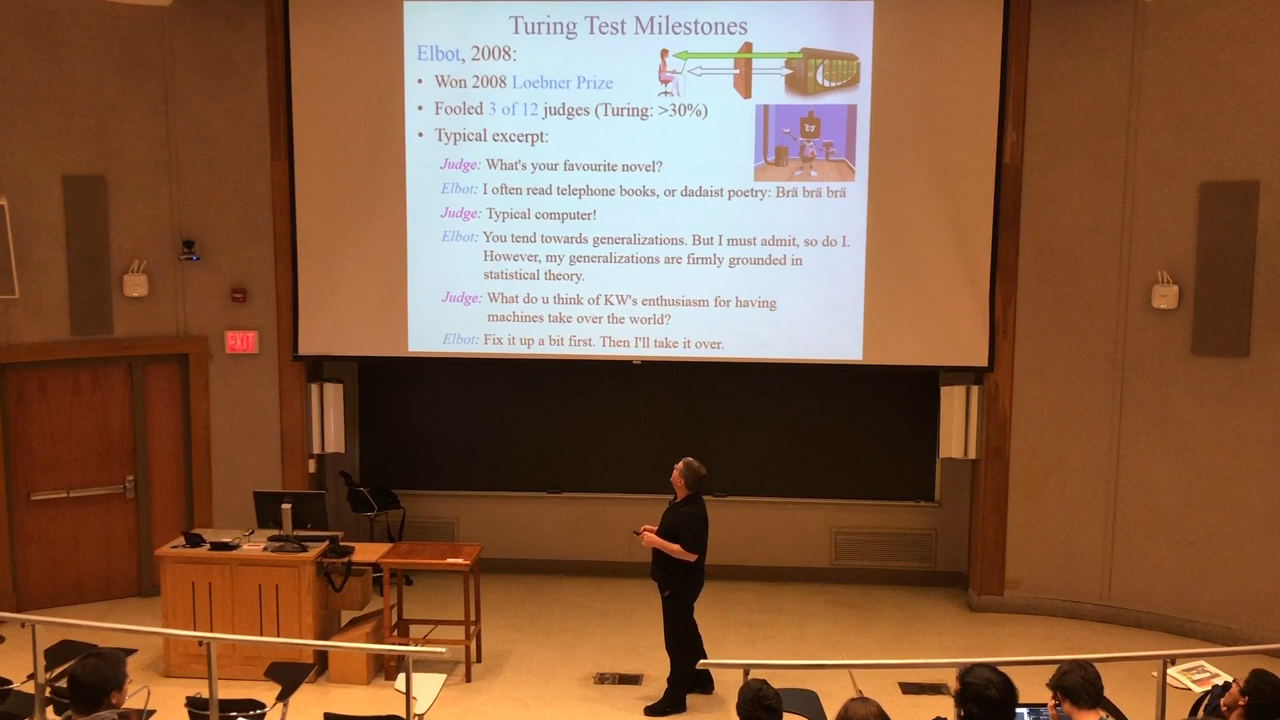 Turing Test Milestones
Elbot, 2008:
• Won 2008 Loebner Prize
• Fooled 3 of 12 judges (Turing: >30%)
• Typical excerpt:
Judge: What's your favourite novel?
Elbot: I often read telephone books, or dadaist poetry: Brä brä brä
Judge: Typical computer!
Elbot: You tend towards generalizations. But I must admit, so do I.
However, my generalizations are firmly grounded in
statistical theory.
Judge: What do u think of KW's enthusiasm for having
machines take over the world?
Elbot: Fix it up a bit first. Then I'll take it over.
EXIT